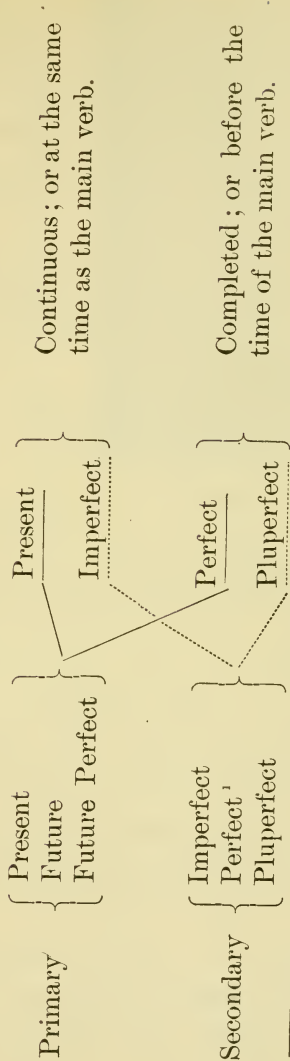 Primary
Present
Future
Future Perfect
Present
Imperfect
Continuous; or at the same
time as the main verb.
Secondary
Imperfect
Perfect¹
Pluperfect
Perfect
Pluperfect
Completed; or before the
time of the main verb.